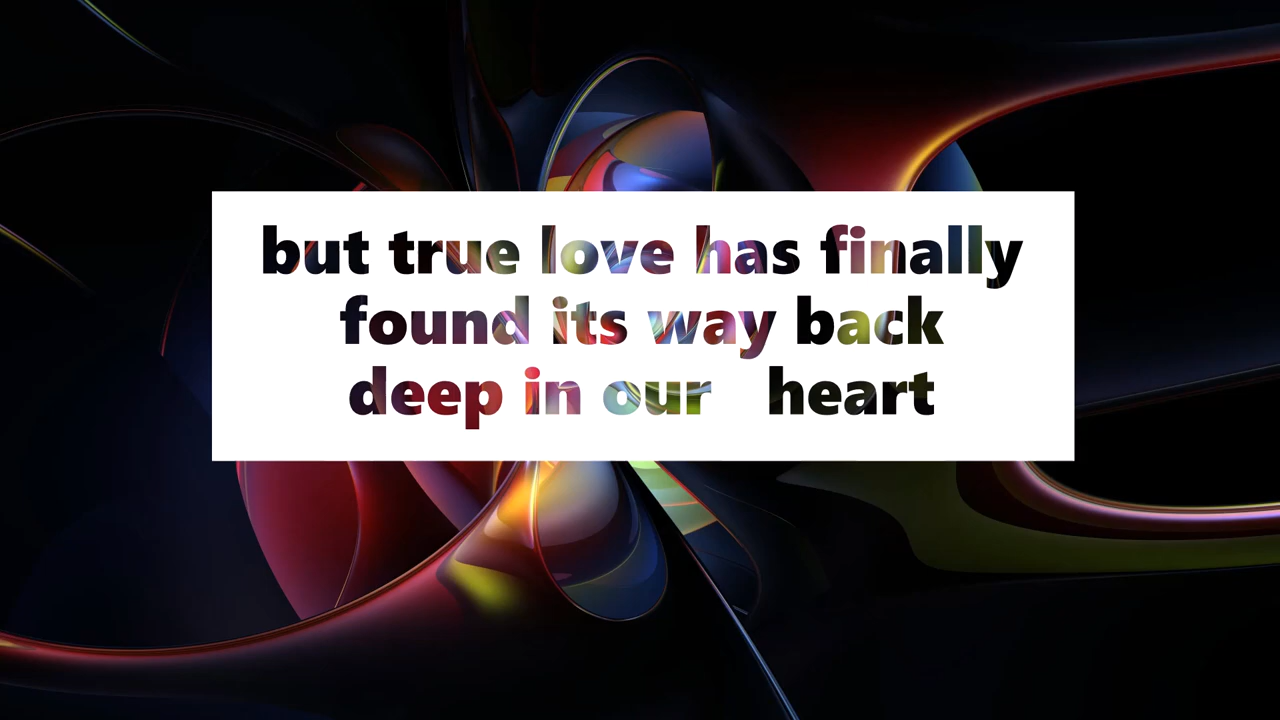 but true love has finally
found its way back
deep in our   heart